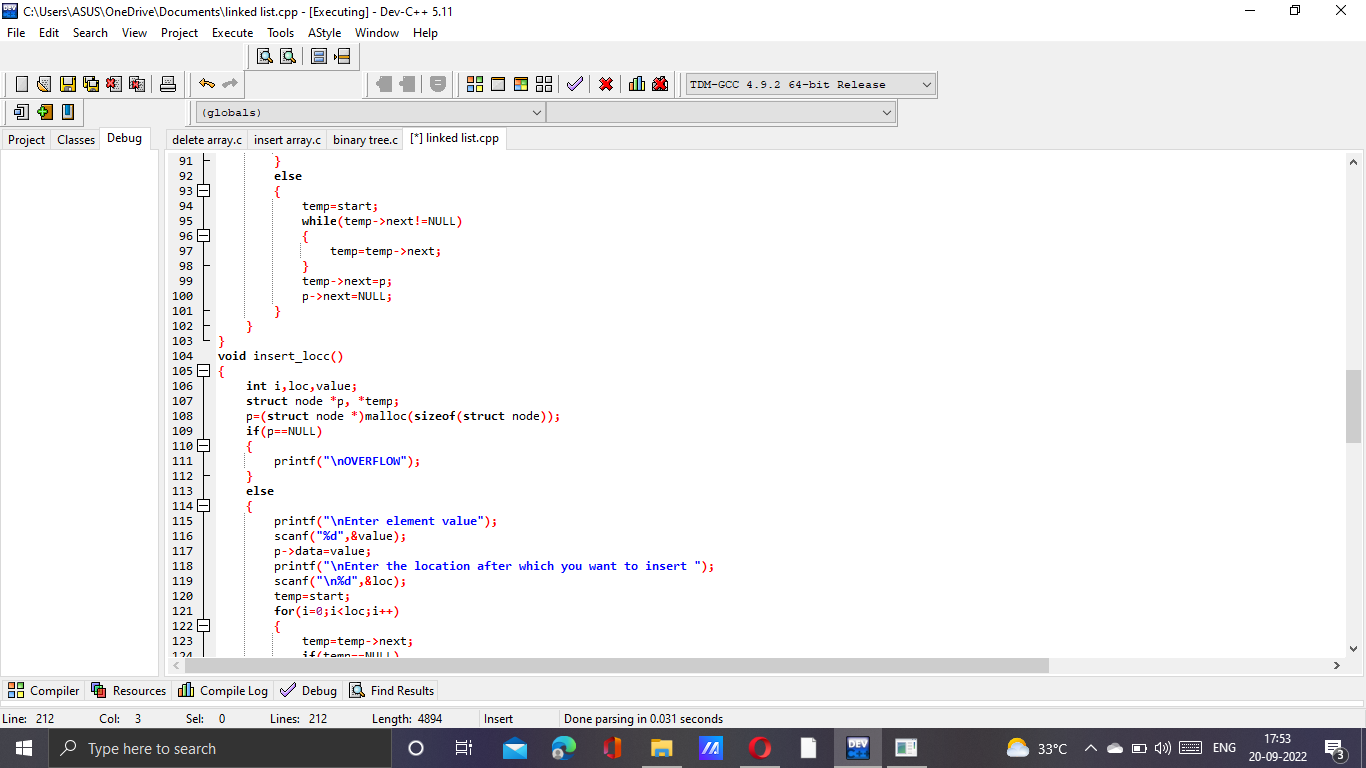 C:\Users\ASUS\OneDrive\Documents\linked list.cpp - [Executing] - Dev-C++ 5.11
File Edit Search View Project Execute Tools AStyle Window Help
TDM-GCC 4.9.2 64-bit Release
(globals)
Project Classes Debug
delete array.c insert array.c binary tree.c [*] linked list.cpp
91 }
92 else
93 {
94 temp=start;
95 while(temp->next!=NULL)
96 {
97 temp=temp->next;
98 }
99 temp->next=p;
100 p->next=NULL;
101 }
102 }
103 }
104 void insert_locc()
105 {
106 int i,loc,value;
107 struct node *p, *temp;
108 p=(struct node *)malloc(sizeof(struct node));
109 if(p==NULL)
110 {
111 printf("\nOVERFLOW");
112 }
113 else
114 {
115 printf("\nEnter element value");
116 scanf("%d",&value);
117 p->data=value;
118 printf("\nEnter the location after which you want to insert ");
119 scanf("\n%d",&loc);
120 temp=start;
121 for(i=0;i<loc;i++)
122 {
123 temp=temp->next;
124 if(temp==NULL)
Compiler Resources Compile Log Debug Find Results
Line: 212 Col: 3 Sel: 0 Lines: 212 Length: 4894 Insert Done parsing in 0.031 seconds
Type here to search
DEV
33°C
ENG
17:53
20-09-2022
3